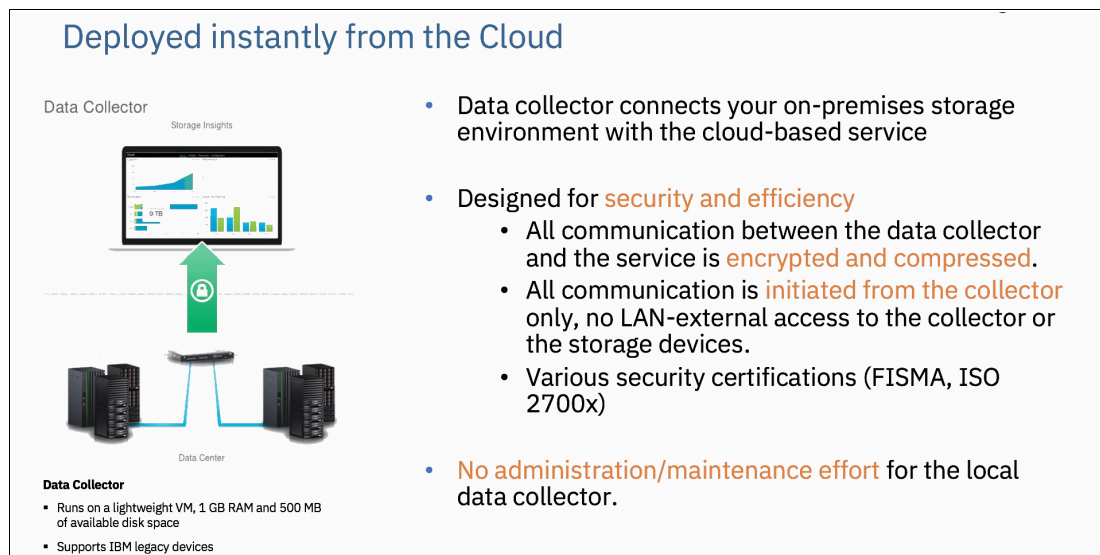 Deployed instantly from the Cloud
Data Collector
Storage Insights
9 TB
Data Center
Data Collector
▪ Runs on a lightweight VM, 1 GB RAM and 500 MB
of available disk space
▪ Supports IBM legacy devices
• Data collector connects your on-premises storage
environment with the cloud-based service
• Designed for security and efficiency
• All communication between the data collector
and the service is encrypted and compressed.
• All communication is initiated from the collector
only, no LAN-external access to the collector or
the storage devices.
• Various security certifications (FISMA, ISO
2700x)
• No administration/maintenance effort for the local
data collector.